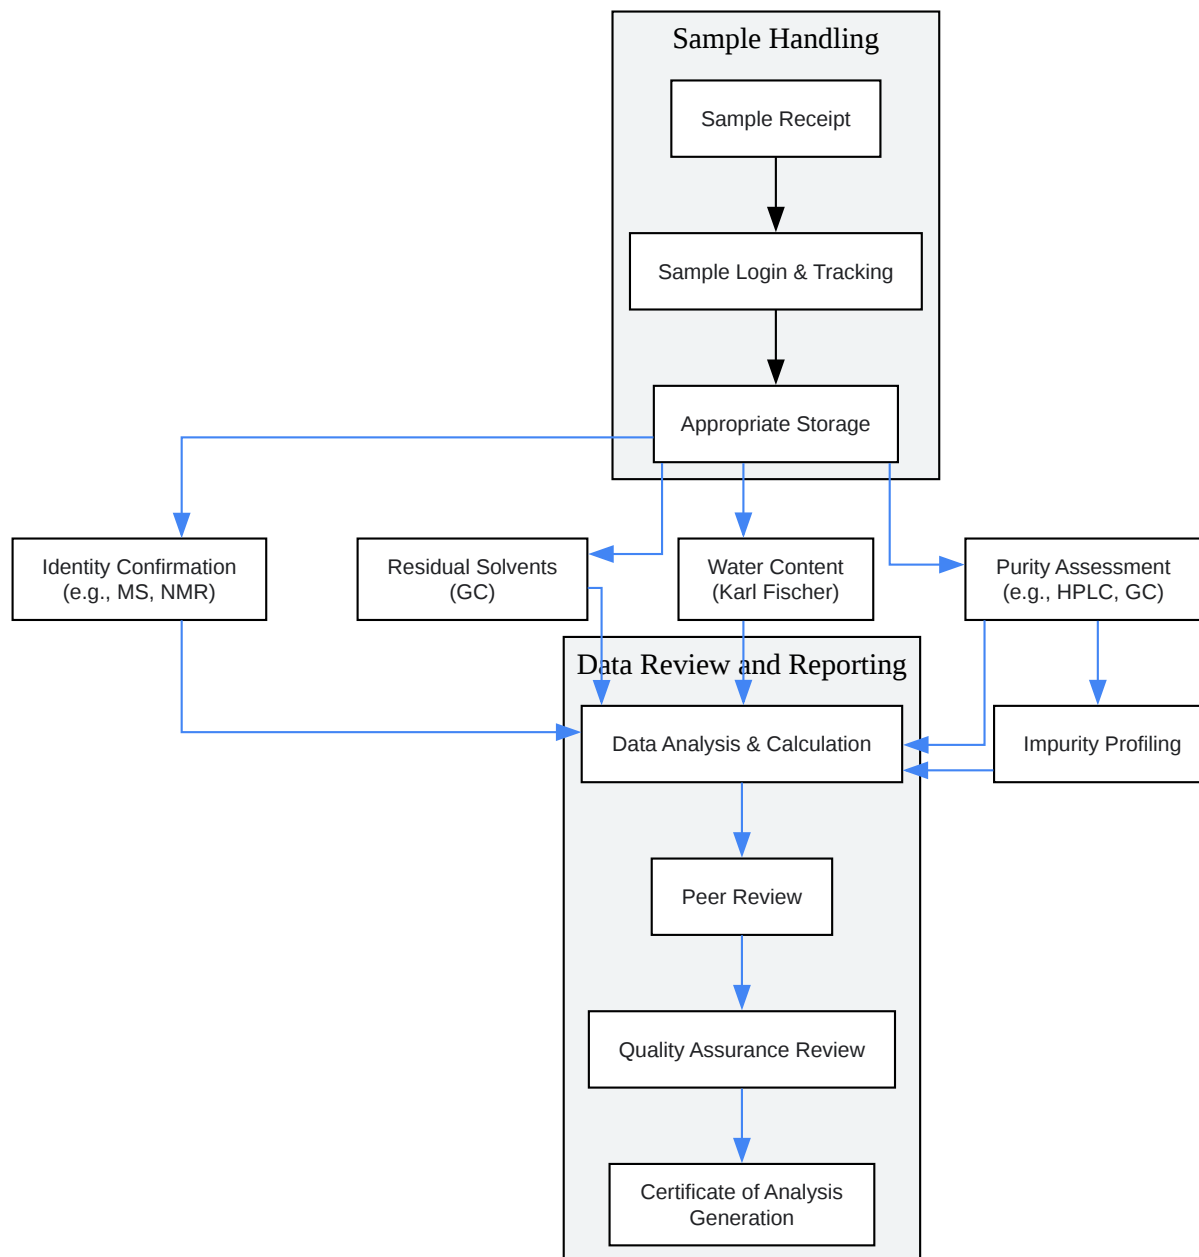 Sample Handling
Sample Receipt
Sample Login & Tracking
Appropriate Storage
Identity Confirmation
(e.g., MS, NMR)
Residual Solvents
(GC)
Water Content
(Karl Fischer)
Purity Assessment
(e.g., HPLC, GC)
Data Review and Reporting
Data Analysis & Calculation
Impurity Profiling
Peer Review
Quality Assurance Review
Certificate of Analysis
Generation